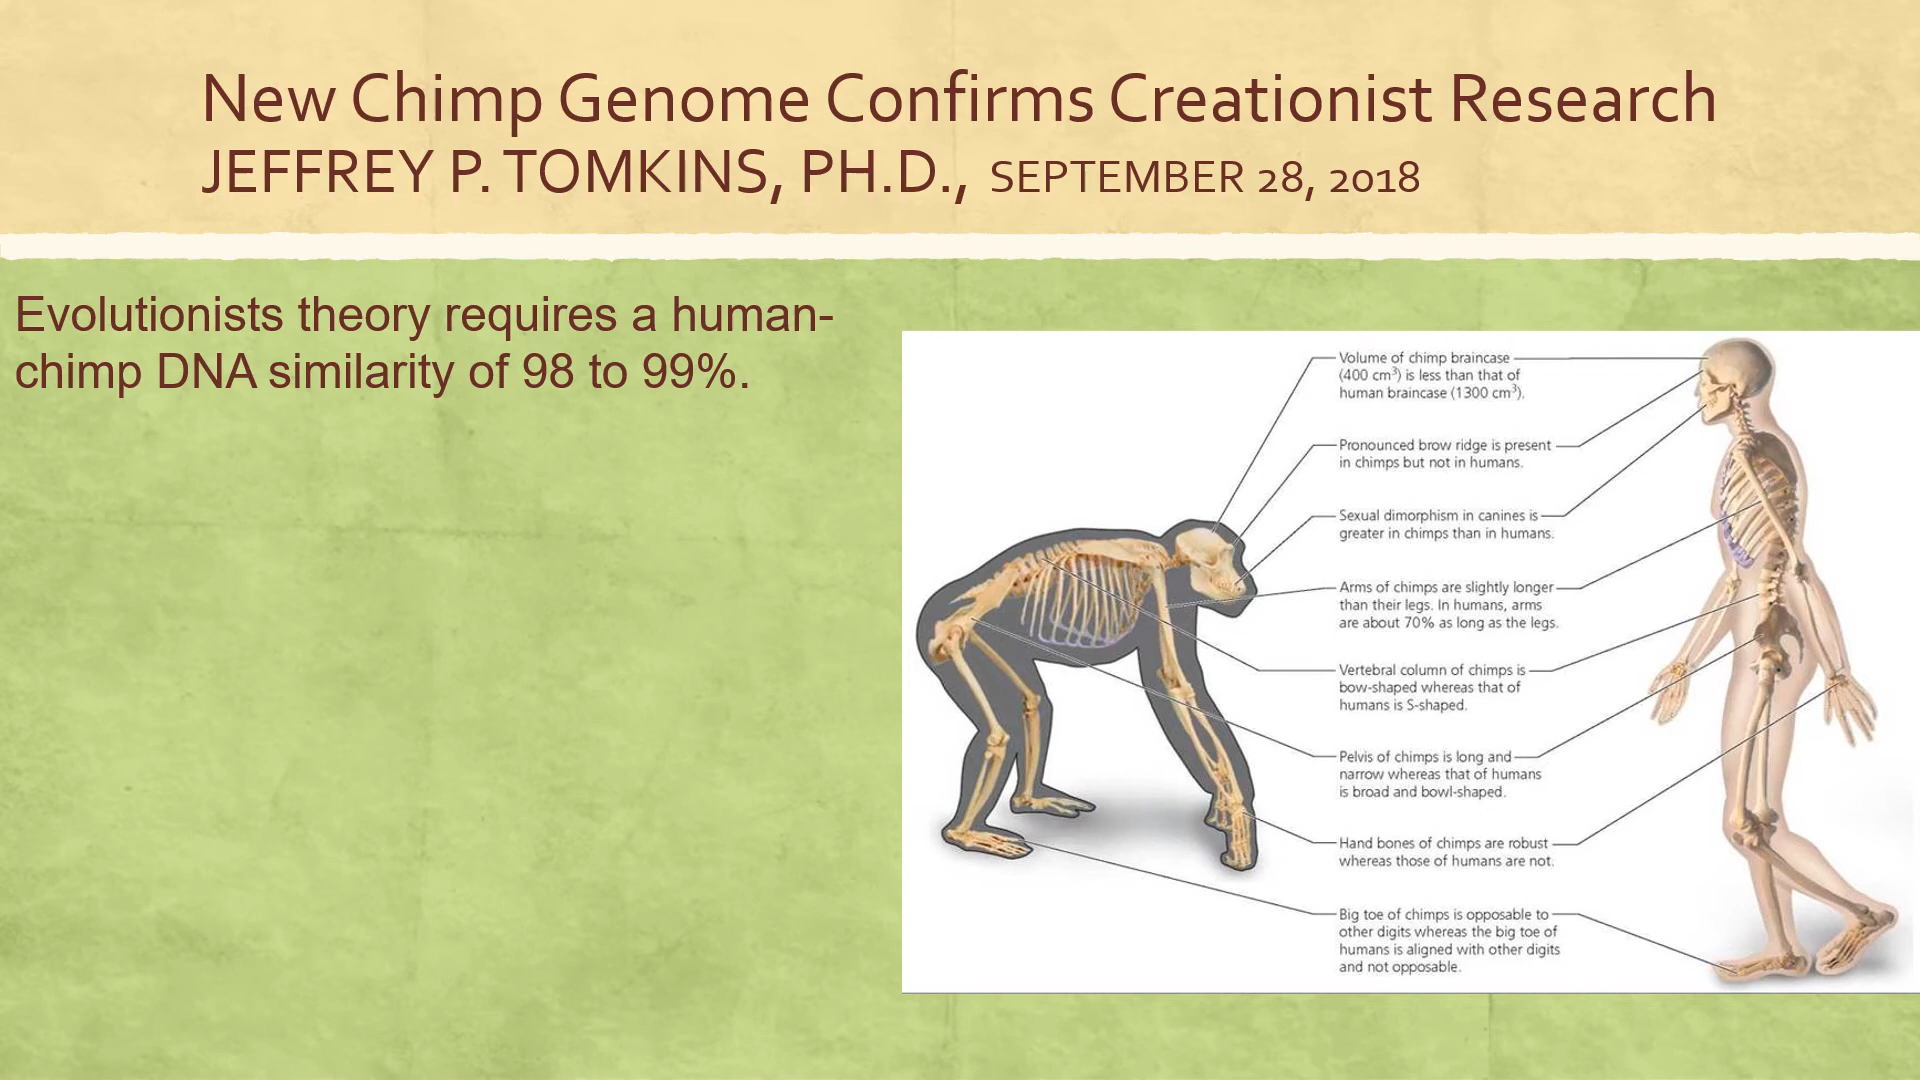 New Chimp Genome Confirms Creationist Research
JEFFREY P. TOMKINS, PH.D., SEPTEMBER 28, 2018
Evolutionists theory requires a human-
chimp DNA similarity of 98 to 99%.
Volume of chimp braincase
(400 cm³) is less than that of
human braincase (1300 cm³).
Pronounced brow ridge is present
in chimps but not in humans.
Sexual dimorphism in canines is
greater in chimps than in humans.
Arms of chimps are slightly longer
than their legs. In humans, arms
are about 70% as long as the legs.
Vertebral column of chimps is
bow-shaped whereas that of
humans is S-shaped.
Pelvis of chimps is long and
narrow whereas that of humans
is broad and bowl-shaped.
Hand bones of chimps are robust
whereas those of humans are not.
Big toe of chimps is opposable to
other digits whereas the big toe of
humans is aligned with other digits
and not opposable.